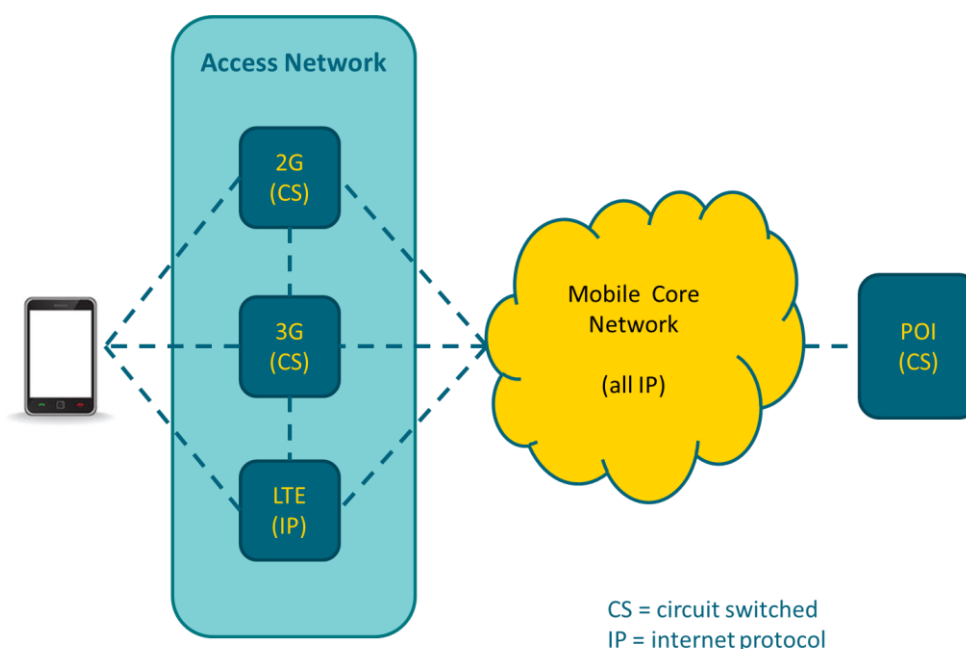 Access Network
2G
(CS)
3G
(CS)
LTE
(IP)
Mobile Core
Network
(all IP)
POI
(CS)
CS = circuit switched
IP = internet protocol